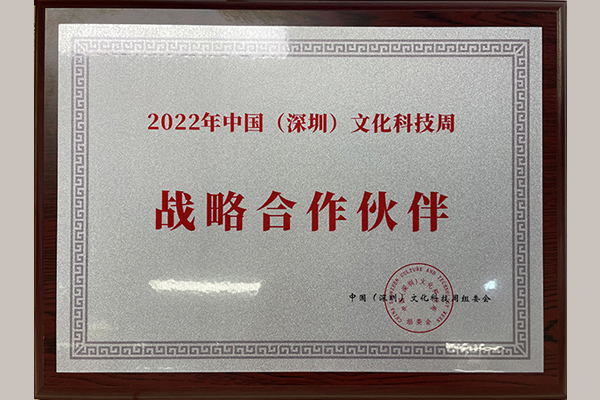 2022年中国（深圳）文化科技周
战略合作伙伴
中国（深圳）文化科技周组委会